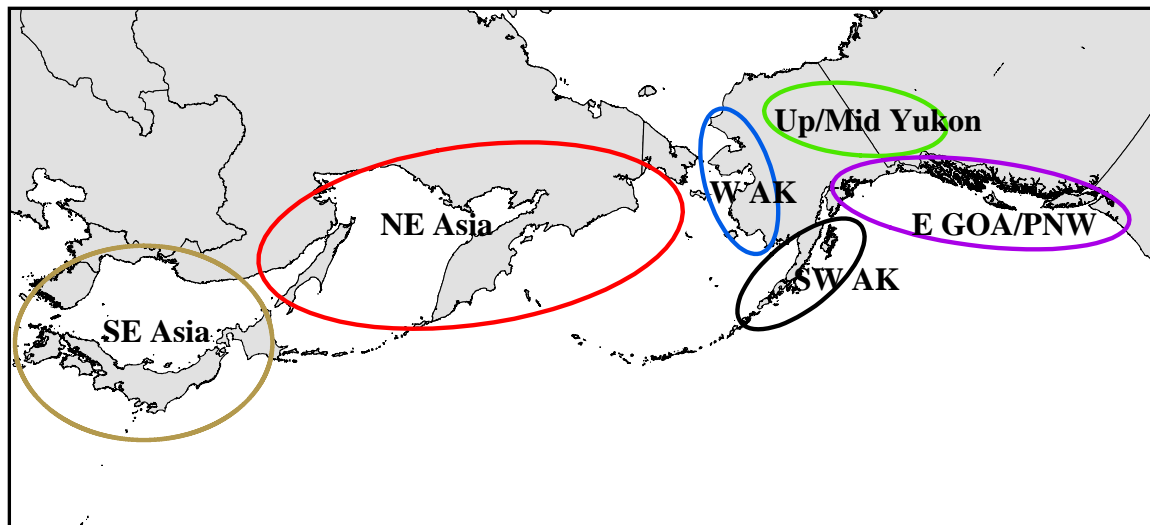 Up/Mid Yukon
W AK
NE Asia
E GOA/PNW
SW AK
SE Asia